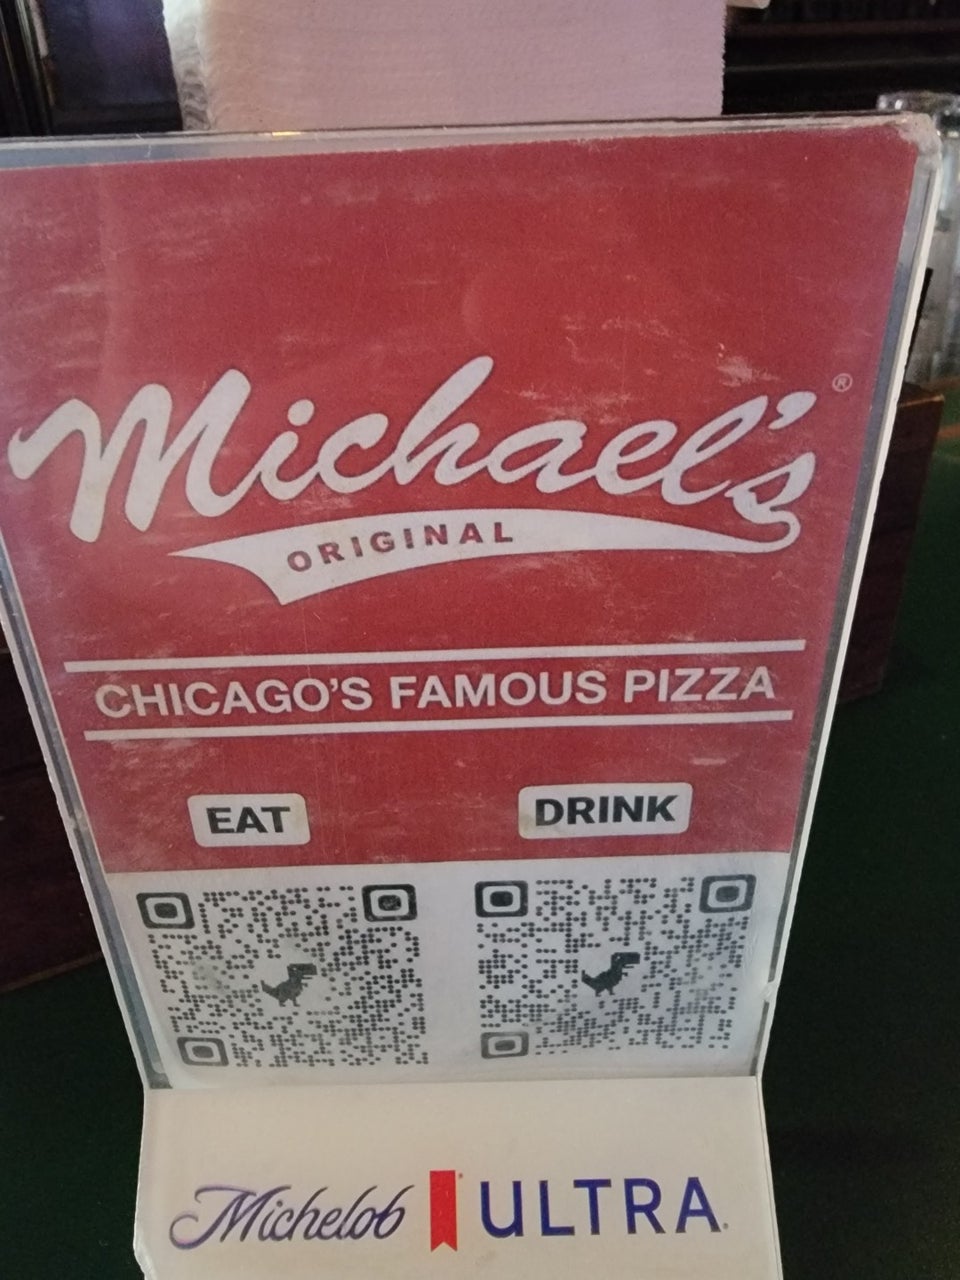 Michael's®
ORIGINAL
CHICAGO'S FAMOUS PIZZA
EAT
DRINK
Michelob ULTRA